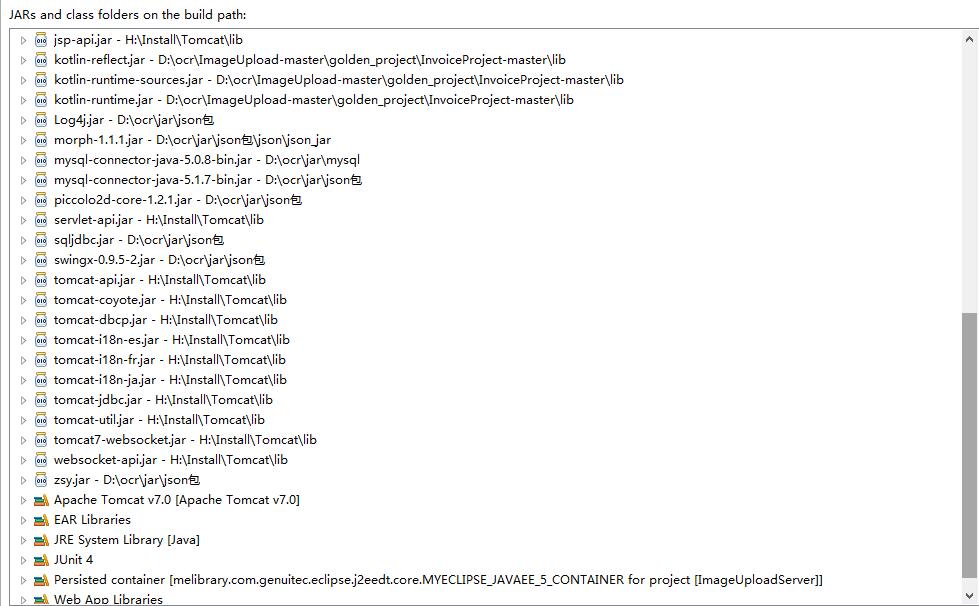 JARs and class folders on the build path:
jsp-api.jar - H:\Install\Tomcat\lib
kotlin-reflect.jar - D:\ocr\ImageUpload-master\golden_project\InvoiceProject-master\lib
kotlin-runtime-sources.jar - D:\ocr\ImageUpload-master\golden_project\InvoiceProject-master\lib
kotlin-runtime.jar - D:\ocr\ImageUpload-master\golden_project\InvoiceProject-master\lib
Log4j.jar - D:\ocr\jar\json包
morph-1.1.1.jar - D:\ocr\jar\json包\json\json_jar
mysql-connector-java-5.0.8-bin.jar - D:\ocr\jar\mysql
mysql-connector-java-5.1.7-bin.jar - D:\ocr\jar\json包
piccolo2d-core-1.2.1.jar - D:\ocr\jar\json包
servlet-api.jar - H:\Install\Tomcat\lib
sqljdbc.jar - D:\ocr\jar\json包
swingx-0.9.5-2.jar - D:\ocr\jar\json包
tomcat-api.jar - H:\Install\Tomcat\lib
tomcat-coyote.jar - H:\Install\Tomcat\lib
tomcat-dbcp.jar - H:\Install\Tomcat\lib
tomcat-i18n-es.jar - H:\Install\Tomcat\lib
tomcat-i18n-fr.jar - H:\Install\Tomcat\lib
tomcat-i18n-ja.jar - H:\Install\Tomcat\lib
tomcat-jdbc.jar - H:\Install\Tomcat\lib
tomcat-util.jar - H:\Install\Tomcat\lib
tomcat7-websocket.jar - H:\Install\Tomcat\lib
websocket-api.jar - H:\Install\Tomcat\lib
zsy.jar - D:\ocr\jar\json包
Apache Tomcat v7.0 [Apache Tomcat v7.0]
EAR Libraries
JRE System Library [Java]
JUnit 4
Persisted container [melibrary.com.genuitec.eclipse.j2eedt.core.MYECLIPSE_JAVAEE_5_CONTAINER for project [ImageUploadServer]]
Web App Libraries